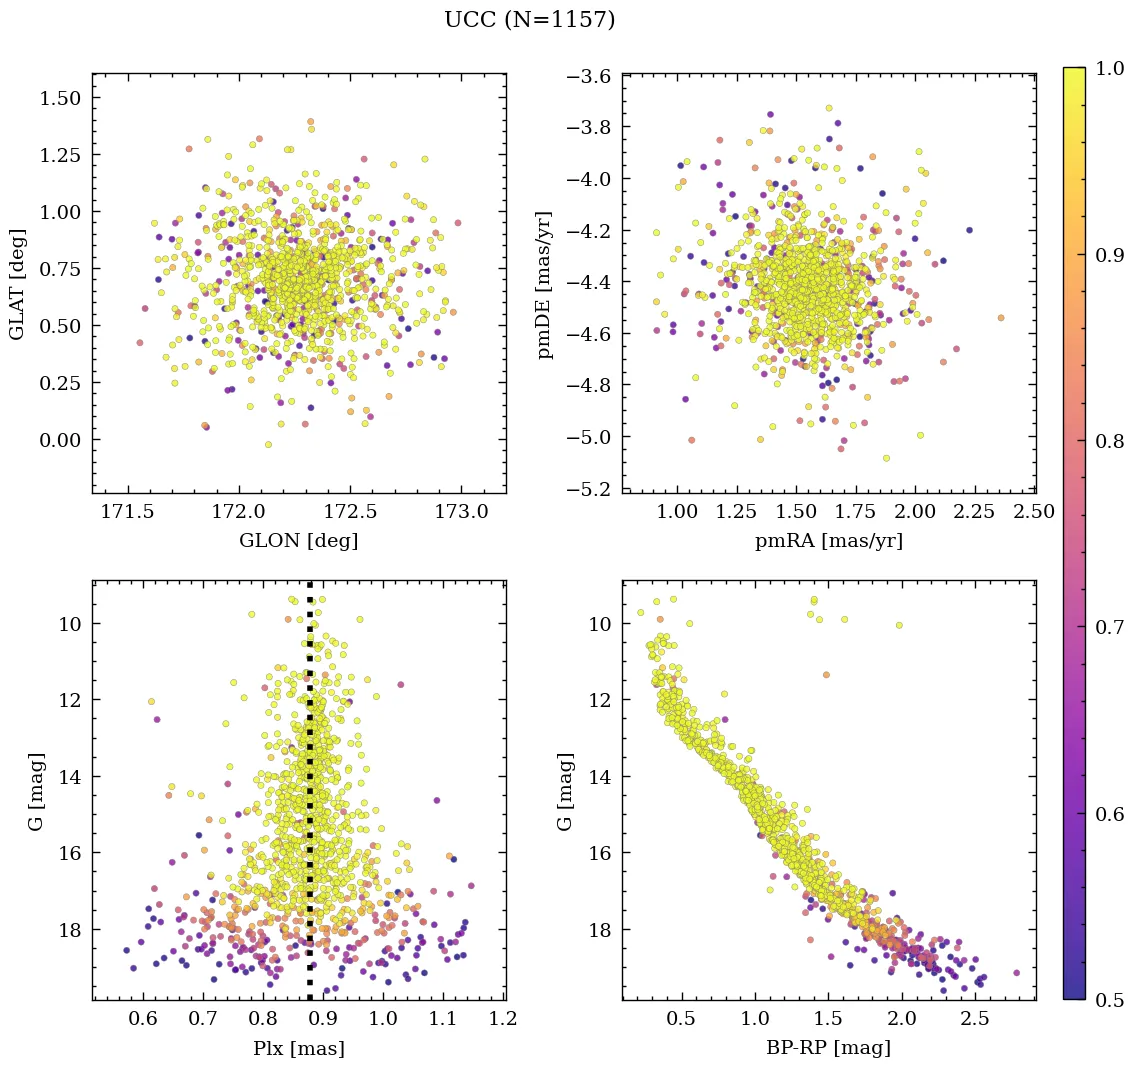 UCC (N=1157)
1.50
1.25
1.00
0.75
0.50
0.25
0.00
GLAT [deg]
171.5 172.0 172.5 173.0
GLON [deg]
−3.6
−3.8
−4.0
−4.2
−4.4
−4.6
−4.8
−5.0
−5.2
pmDE [mas/yr]
1.00 1.25 1.50 1.75 2.00 2.25 2.50
pmRA [mas/yr]
1.0
0.9
0.8
0.7
0.6
0.5
10
12
14
16
18
G [mag]
0.6 0.7 0.8 0.9 1.0 1.1 1.2
Plx [mas]
10
12
14
16
18
G [mag]
0.5 1.0 1.5 2.0 2.5
BP-RP [mag]